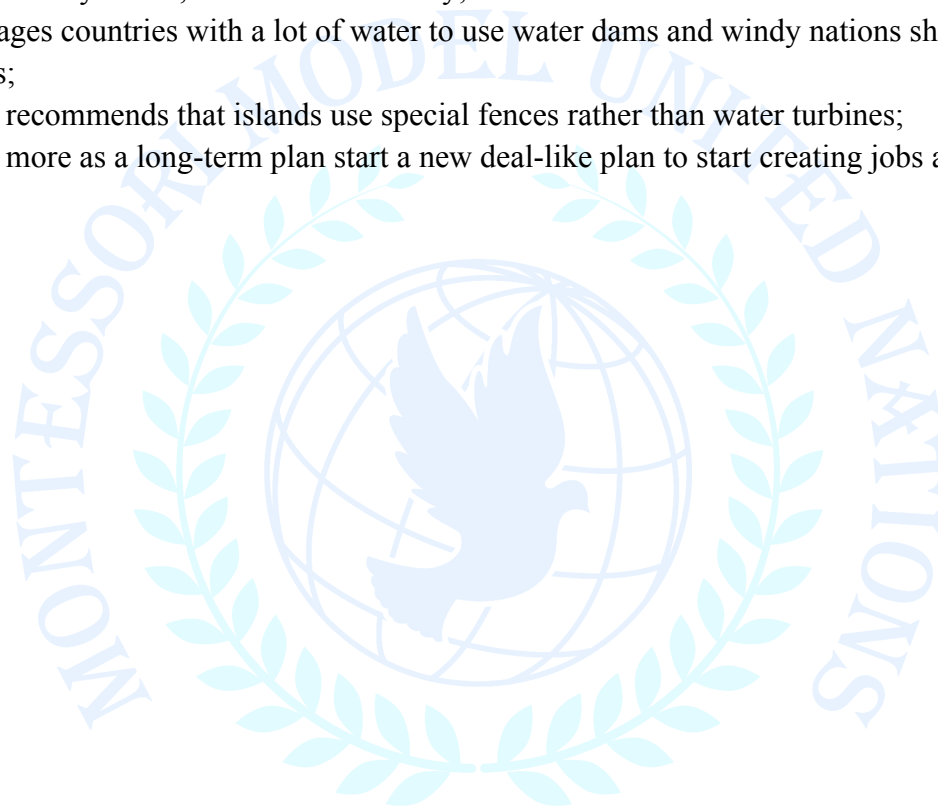 ages countries with a lot of water to use water dams and windy nations sh
s;
recommends that islands use special fences rather than water turbines;
more as a long-term plan start a new deal-like plan to start creating jobs a
MONTESSORI MODEL UNITED NATIONS